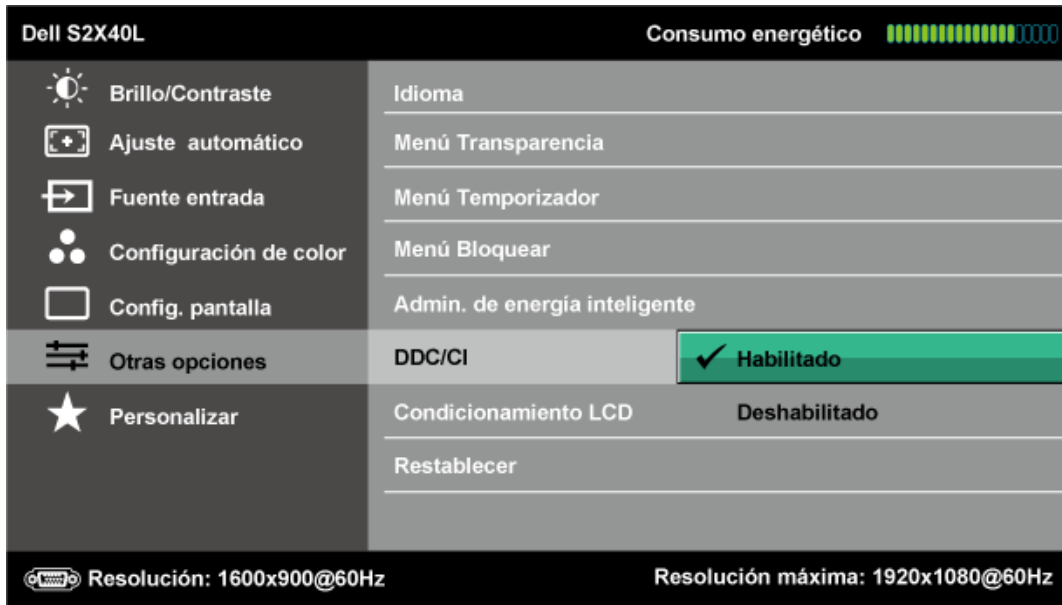 Dell S2X40L
Consumo energético
Brillo/Contraste
Ajuste automático
Fuente entrada
Configuración de color
Config. pantalla
Otras opciones
Personalizar
Idioma
Menú Transparencia
Menú Temporizador
Menú Bloquear
Admin. de energía inteligente
DDC/CI
Habilitado
Condicionamiento LCD
Deshabilitado
Restablecer
Resolución: 1600x900@60Hz
Resolución máxima: 1920x1080@60Hz